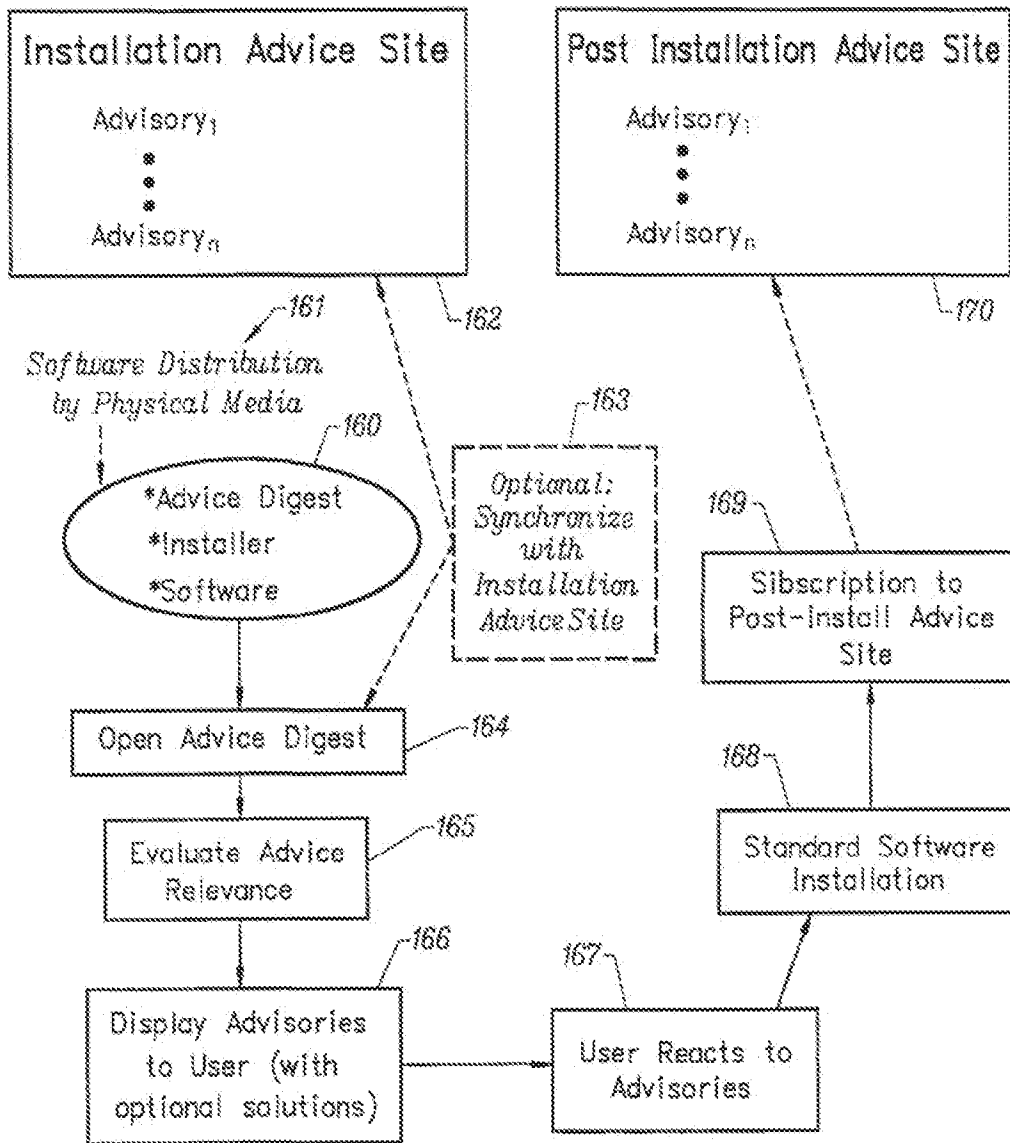 Installation Advice Site
Advisory1
Advisoryn
162
Post Installation Advice Site
Advisory1
Advisoryn
170
161
Software Distribution
by Physical Media
160
*Advice Digest
*Installer
*Software
163
Optional:
Synchronize
with
Installation
Advice Site
Open Advice Digest
164
Evaluate Advice
Relevance
165
Display Advisories
to User (with
optional solutions)
166
User Reacts to
Advisories
167
Standard Software
Installation
168
Sibscription to
Post-Install Advice
Site
169